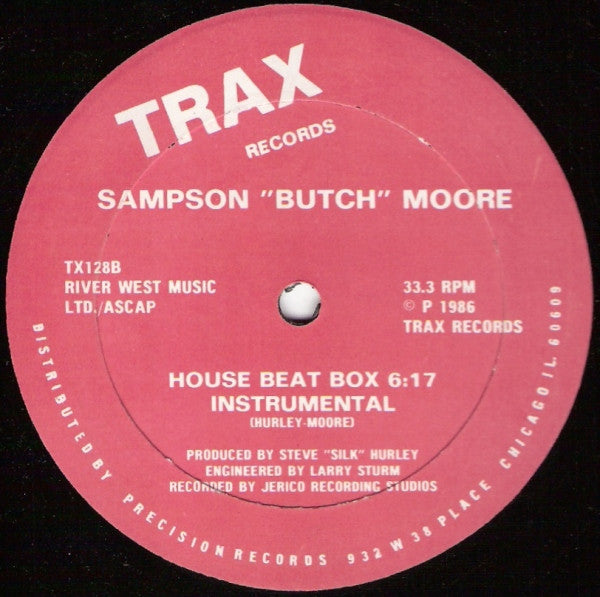 TRAX
RECORDS
SAMPSON "BUTCH" MOORE
TX128B
RIVER WEST MUSIC
LTD./ASCAP
33.3 RPM
© P 1986
TRAX RECORDS
HOUSE BEAT BOX 6:17
INSTRUMENTAL
(HURLEY-MOORE)
PRODUCED BY STEVE "SILK" HURLEY
ENGINEERED BY LARRY STURM
RECORDED BY JERICO RECORDING STUDIOS
DISTRIBUTED BY PRECISION RECORDS 932 W 38 PLACE CHICAGO IL. 60609